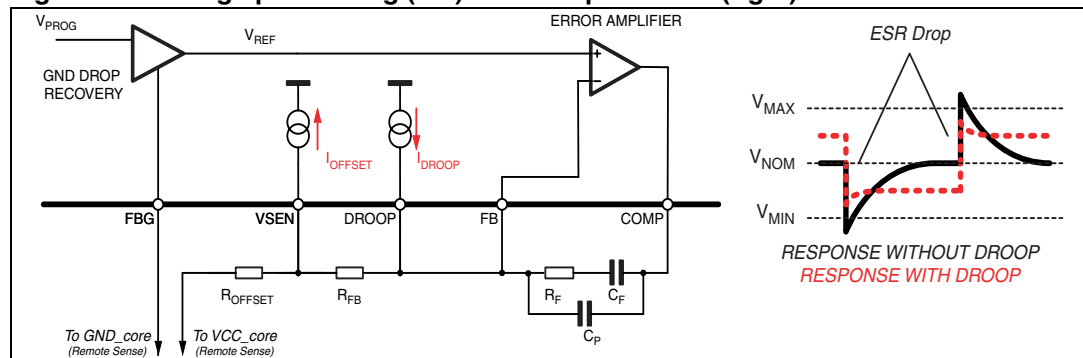 V_PROG
V_REF
ERROR AMPLIFIER
GND DROP
RECOVERY
+
−
I_OFFSET
I_DROOP
FBG
VSEN
DROOP
FB
COMP
R_OFFSET
R_FB
R_F
C_F
C_P
To GND_core
(Remote Sense)
To VCC_core
(Remote Sense)
ESR Drop
V_MAX
V_NOM
V_MIN
RESPONSE WITHOUT DROOP
RESPONSE WITH DROOP